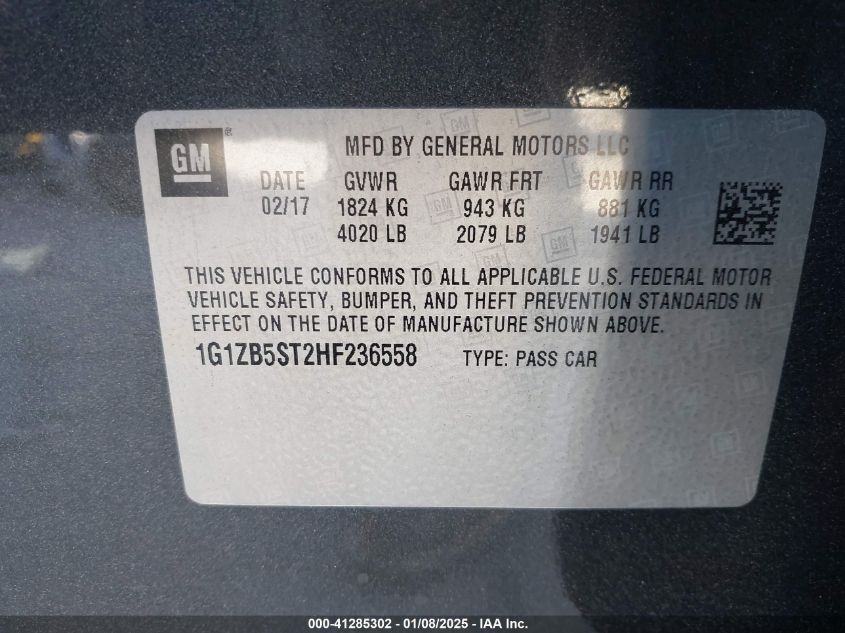 GM®
MFD BY GENERAL MOTORS LLC
DATE GVWR GAWR FRT GAWR RR
02/17 1824 KG 943 KG 881 KG
4020 LB 2079 LB 1941 LB
THIS VEHICLE CONFORMS TO ALL APPLICABLE U.S. FEDERAL MOTOR
VEHICLE SAFETY, BUMPER, AND THEFT PREVENTION STANDARDS IN
EFFECT ON THE DATE OF MANUFACTURE SHOWN ABOVE.
1G1ZB5ST2HF236558 TYPE: PASS CAR
000-41285302 - 01/08/2025 - IAA Inc.